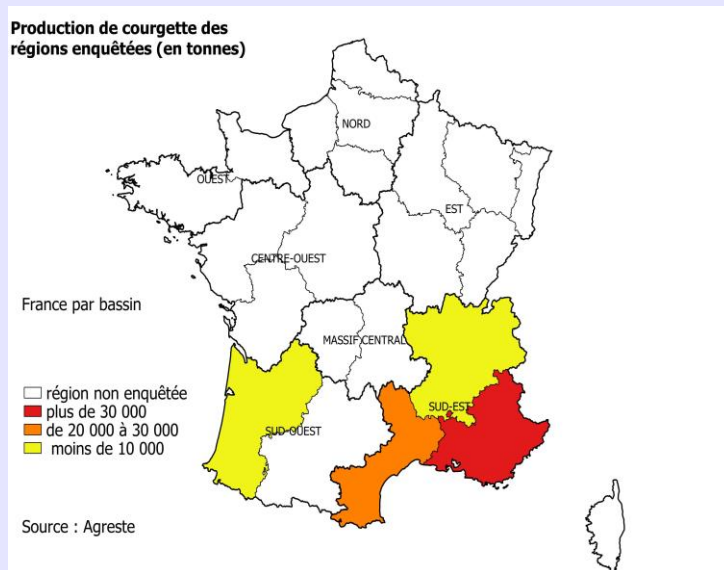 Production de courgette des
régions enquêtées (en tonnes)
NORD
OUEST
EST
CENTRE-OUEST
France par bassin
MASSIF CENTRAL
région non enquêtée
plus de 30 000
SUD-EST
de 20 000 à 30 000
SUD-OUEST
moins de 10 000
Source : Agreste